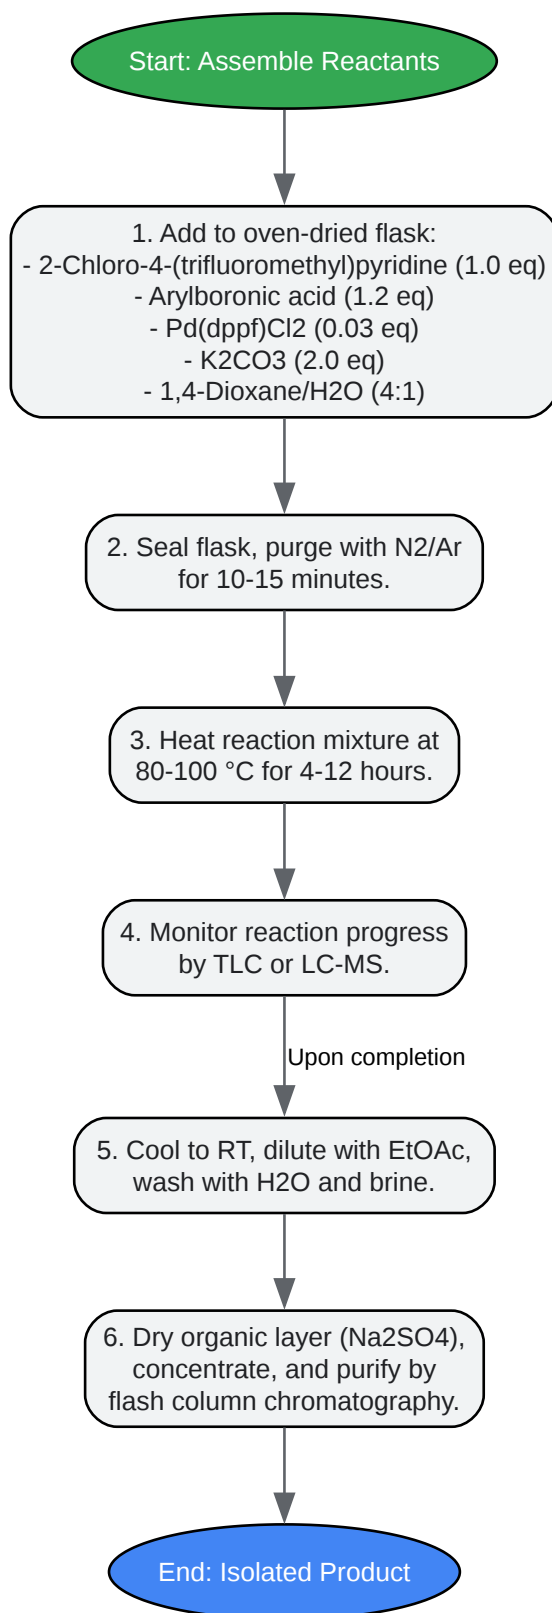 Start: Assemble Reactants
1. Add to oven-dried flask:
- 2-Chloro-4-(trifluoromethyl)pyridine (1.0 eq)
- Arylboronic acid (1.2 eq)
- Pd(dppf)Cl2 (0.03 eq)
- K2CO3 (2.0 eq)
- 1,4-Dioxane/H2O (4:1)
2. Seal flask, purge with N2/Ar
for 10-15 minutes.
3. Heat reaction mixture at
80-100 °C for 4-12 hours.
4. Monitor reaction progress
by TLC or LC-MS.
Upon completion
5. Cool to RT, dilute with EtOAc,
wash with H2O and brine.
6. Dry organic layer (Na2SO4),
concentrate, and purify by
flash column chromatography.
End: Isolated Product